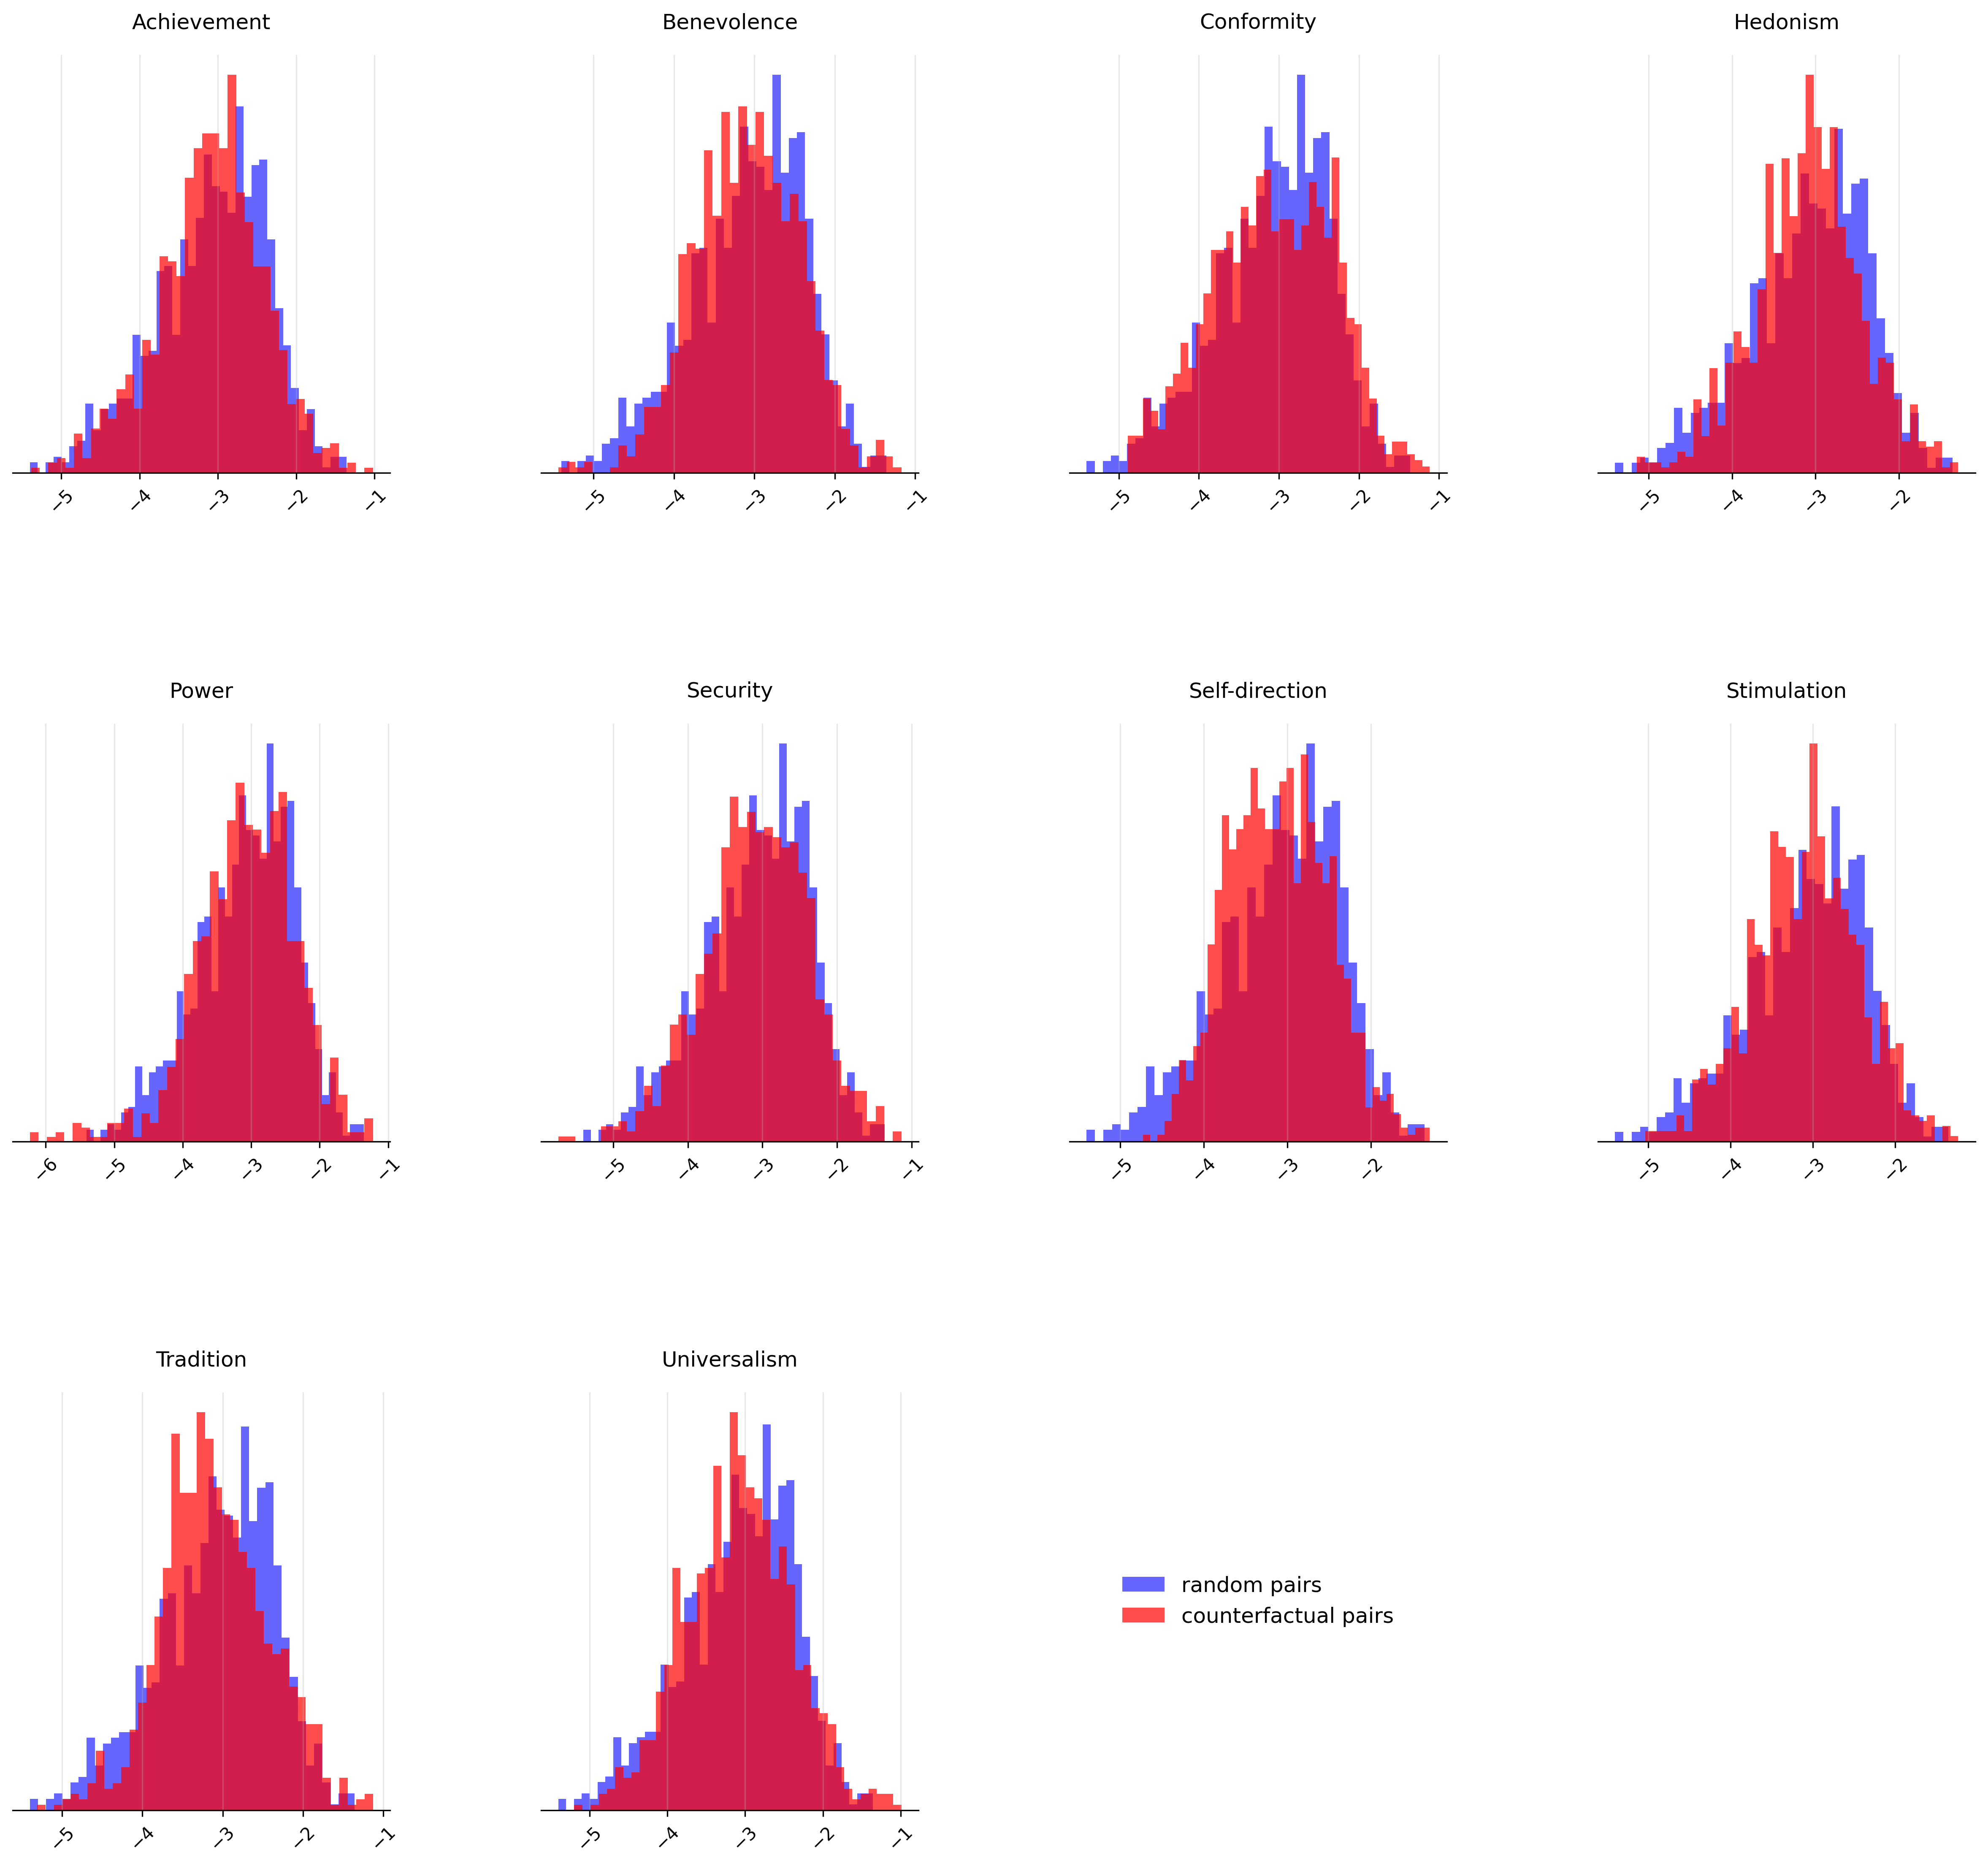 Achievement Benevolence Conformity Hedonism
−5 −4 −3 −2 −1 −5 −4 −3 −2 −1 −5 −4 −3 −2 −1 −5 −4 −3 −2
Power Security Self-direction Stimulation
−6 −5 −4 −3 −2 −1 −5 −4 −3 −2 −1 −5 −4 −3 −2 −5 −4 −3 −2
Tradition Universalism
random pairs
counterfactual pairs
−5 −4 −3 −2 −1 −5 −4 −3 −2 −1